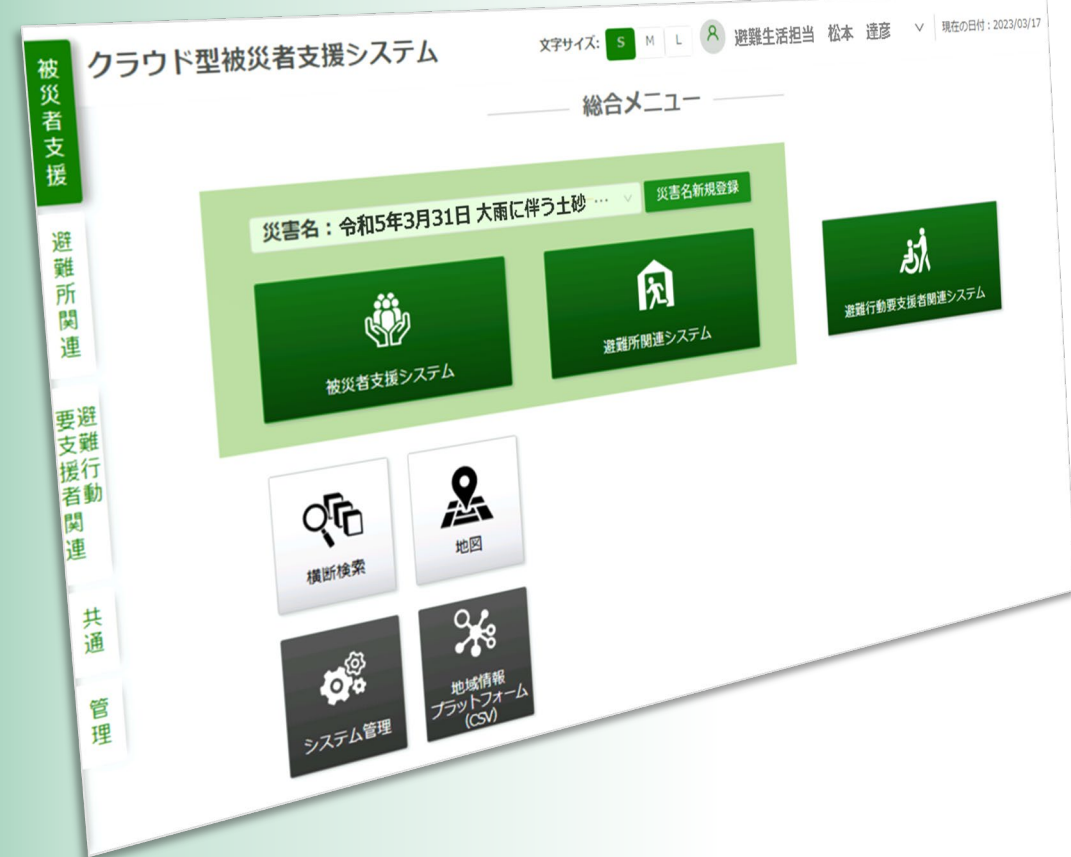 クラウド型被災者支援システム
文字サイズ: S M L
避難生活担当 松本 達彦
現在の日付 : 2023/03/17
被災者支援
避難所関連
避難行動
要支援者関連
共通
管理
総合メニュー
災害名：令和5年3月31日 大雨に伴う土砂 …
災害名新規登録
被災者支援システム
避難所関連システム
避難行動要支援者関連システム
横断検索
地図
システム管理
地域情報
プラットフォーム
(CSV)